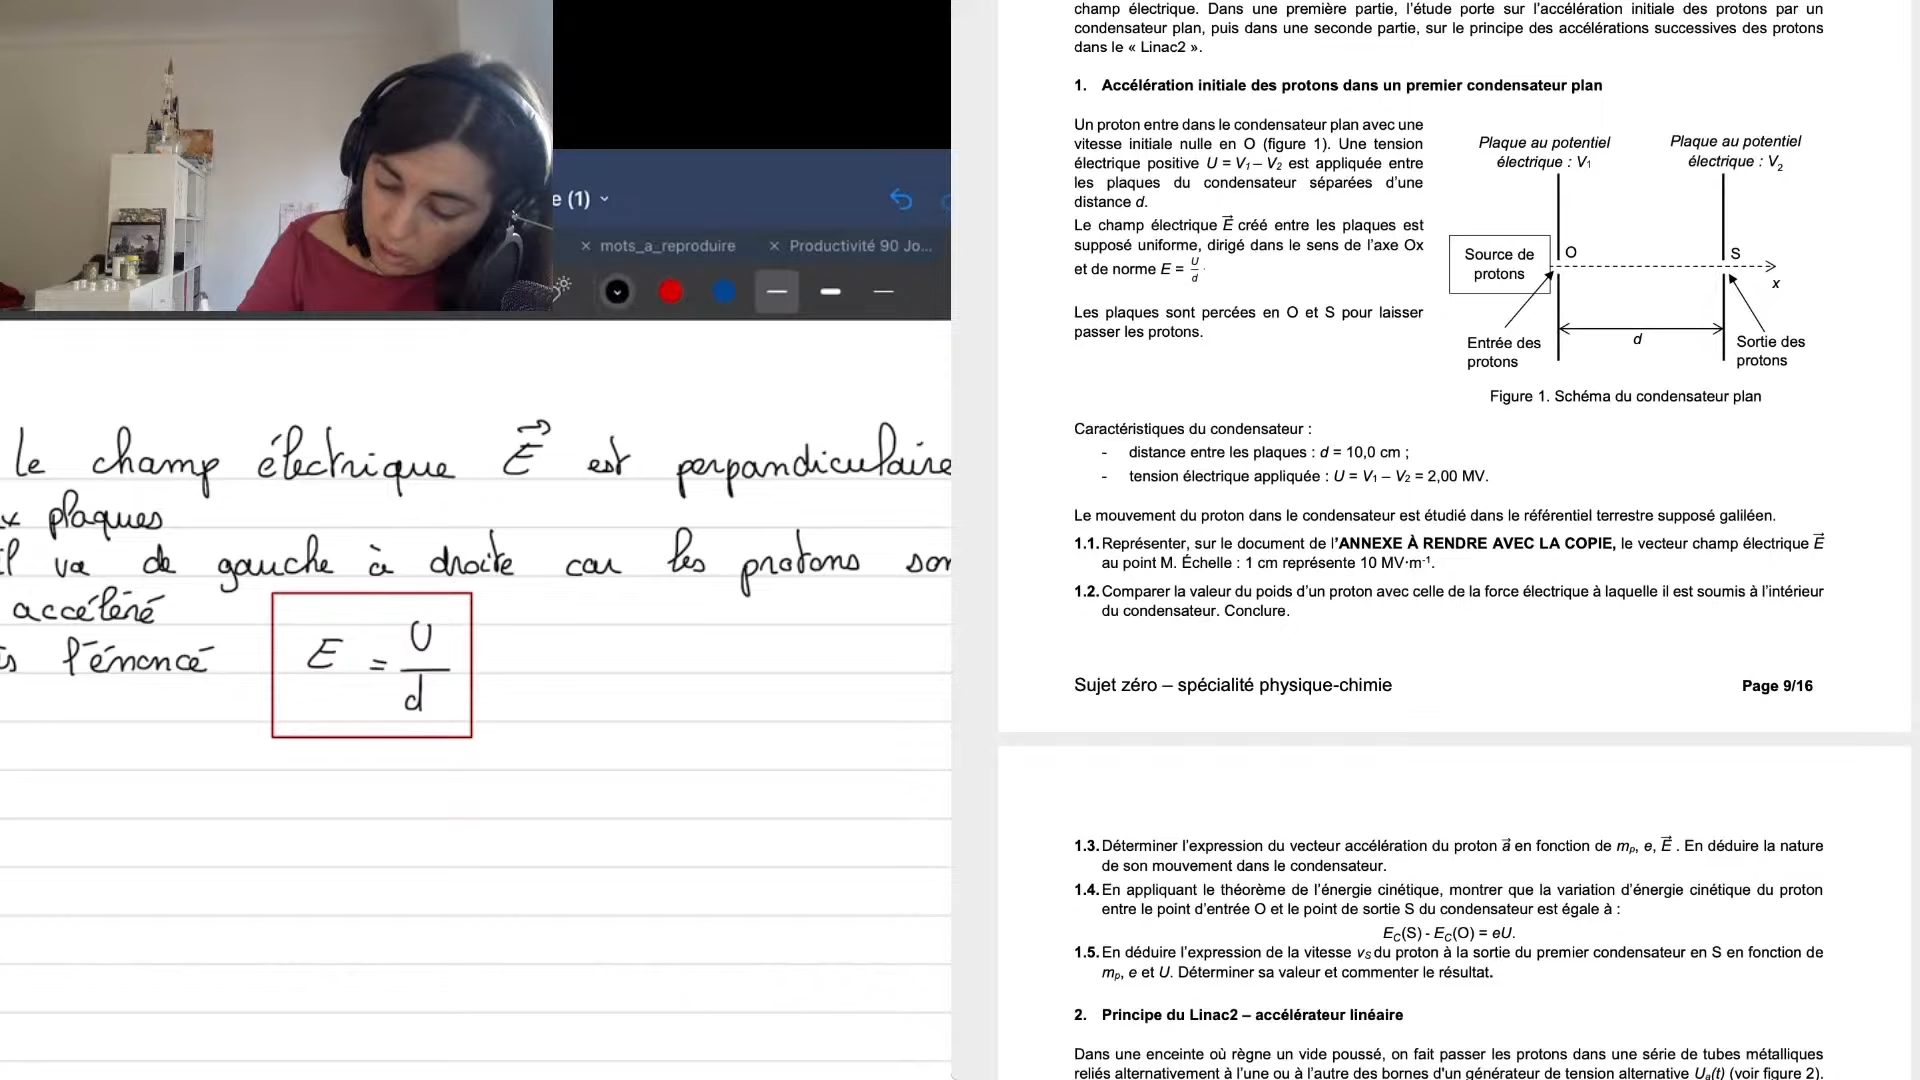 e (1)
mots_a_reproduire
Productivité 90 Jo...
le champ électrique E⃗ est perpandiculaire
x plaques
il va de gauche à droite car les protons son
accéléré
is l'énoncé
E = U/d
champ électrique. Dans une première partie, l'étude porte sur l'accélération initiale des protons par un
condensateur plan, puis dans une seconde partie, sur le principe des accélérations successives des protons
dans le « Linac2 ».
1. Accélération initiale des protons dans un premier condensateur plan
Un proton entre dans le condensateur plan avec une
vitesse initiale nulle en O (figure 1). Une tension
électrique positive U = V₁ – V₂ est appliquée entre
les plaques du condensateur séparées d'une
distance d.
Le champ électrique E⃗ créé entre les plaques est
supposé uniforme, dirigé dans le sens de l'axe Ox
et de norme E = U/d.
Les plaques sont percées en O et S pour laisser
passer les protons.
Plaque au potentiel
électrique : V₁
Plaque au potentiel
électrique : V₂
Source de
protons
O
S
x
d
Entrée des
protons
Sortie des
protons
Figure 1. Schéma du condensateur plan
Caractéristiques du condensateur :
- distance entre les plaques : d = 10,0 cm ;
- tension électrique appliquée : U = V₁ – V₂ = 2,00 MV.
Le mouvement du proton dans le condensateur est étudié dans le référentiel terrestre supposé galiléen.
1.1. Représenter, sur le document de l'ANNEXE À RENDRE AVEC LA COPIE, le vecteur champ électrique E⃗
au point M. Échelle : 1 cm représente 10 MV·m⁻¹.
1.2. Comparer la valeur du poids d'un proton avec celle de la force électrique à laquelle il est soumis à l'intérieur
du condensateur. Conclure.
Sujet zéro – spécialité physique-chimie
Page 9/16
1.3. Déterminer l'expression du vecteur accélération du proton a⃗ en fonction de mₚ, e, E⃗ . En déduire la nature
de son mouvement dans le condensateur.
1.4. En appliquant le théorème de l'énergie cinétique, montrer que la variation d'énergie cinétique du proton
entre le point d'entrée O et le point de sortie S du condensateur est égale à :
E_C(S) - E_C(O) = eU.
1.5. En déduire l'expression de la vitesse v_S du proton à la sortie du premier condensateur en S en fonction de
mₚ, e et U. Déterminer sa valeur et commenter le résultat.
2. Principe du Linac2 – accélérateur linéaire
Dans une enceinte où règne un vide poussé, on fait passer les protons dans une série de tubes métalliques
reliés alternativement à l'une ou à l'autre des bornes d'un générateur de tension alternative Uₐ(t) (voir figure 2).